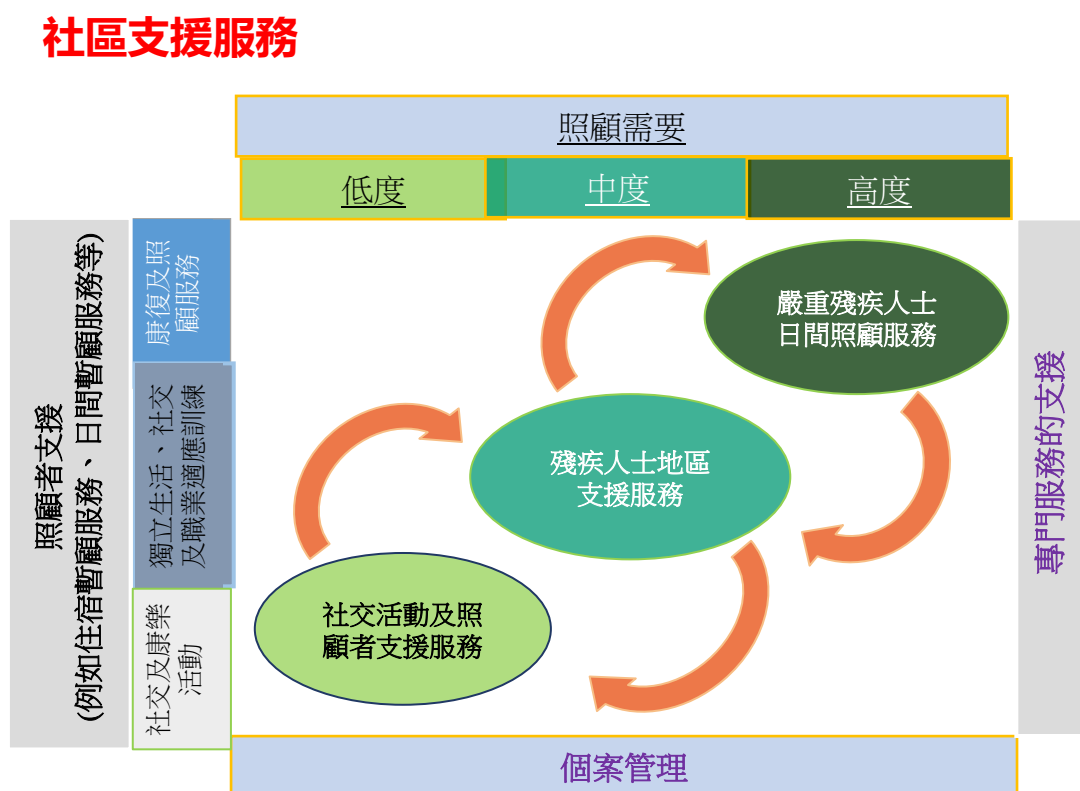 社區支援服務
照顧需要
低度
中度
高度
照顧者支援
(例如住宿暫顧服務、日間暫顧服務等)
康復及照
顧服務
獨立生活、社交
及職業適應訓練
社交及康樂
活動
嚴重殘疾人士
日間照顧服務
殘疾人士地區
支援服務
社交活動及照
顧者支援服務
專門服務的支援
個案管理